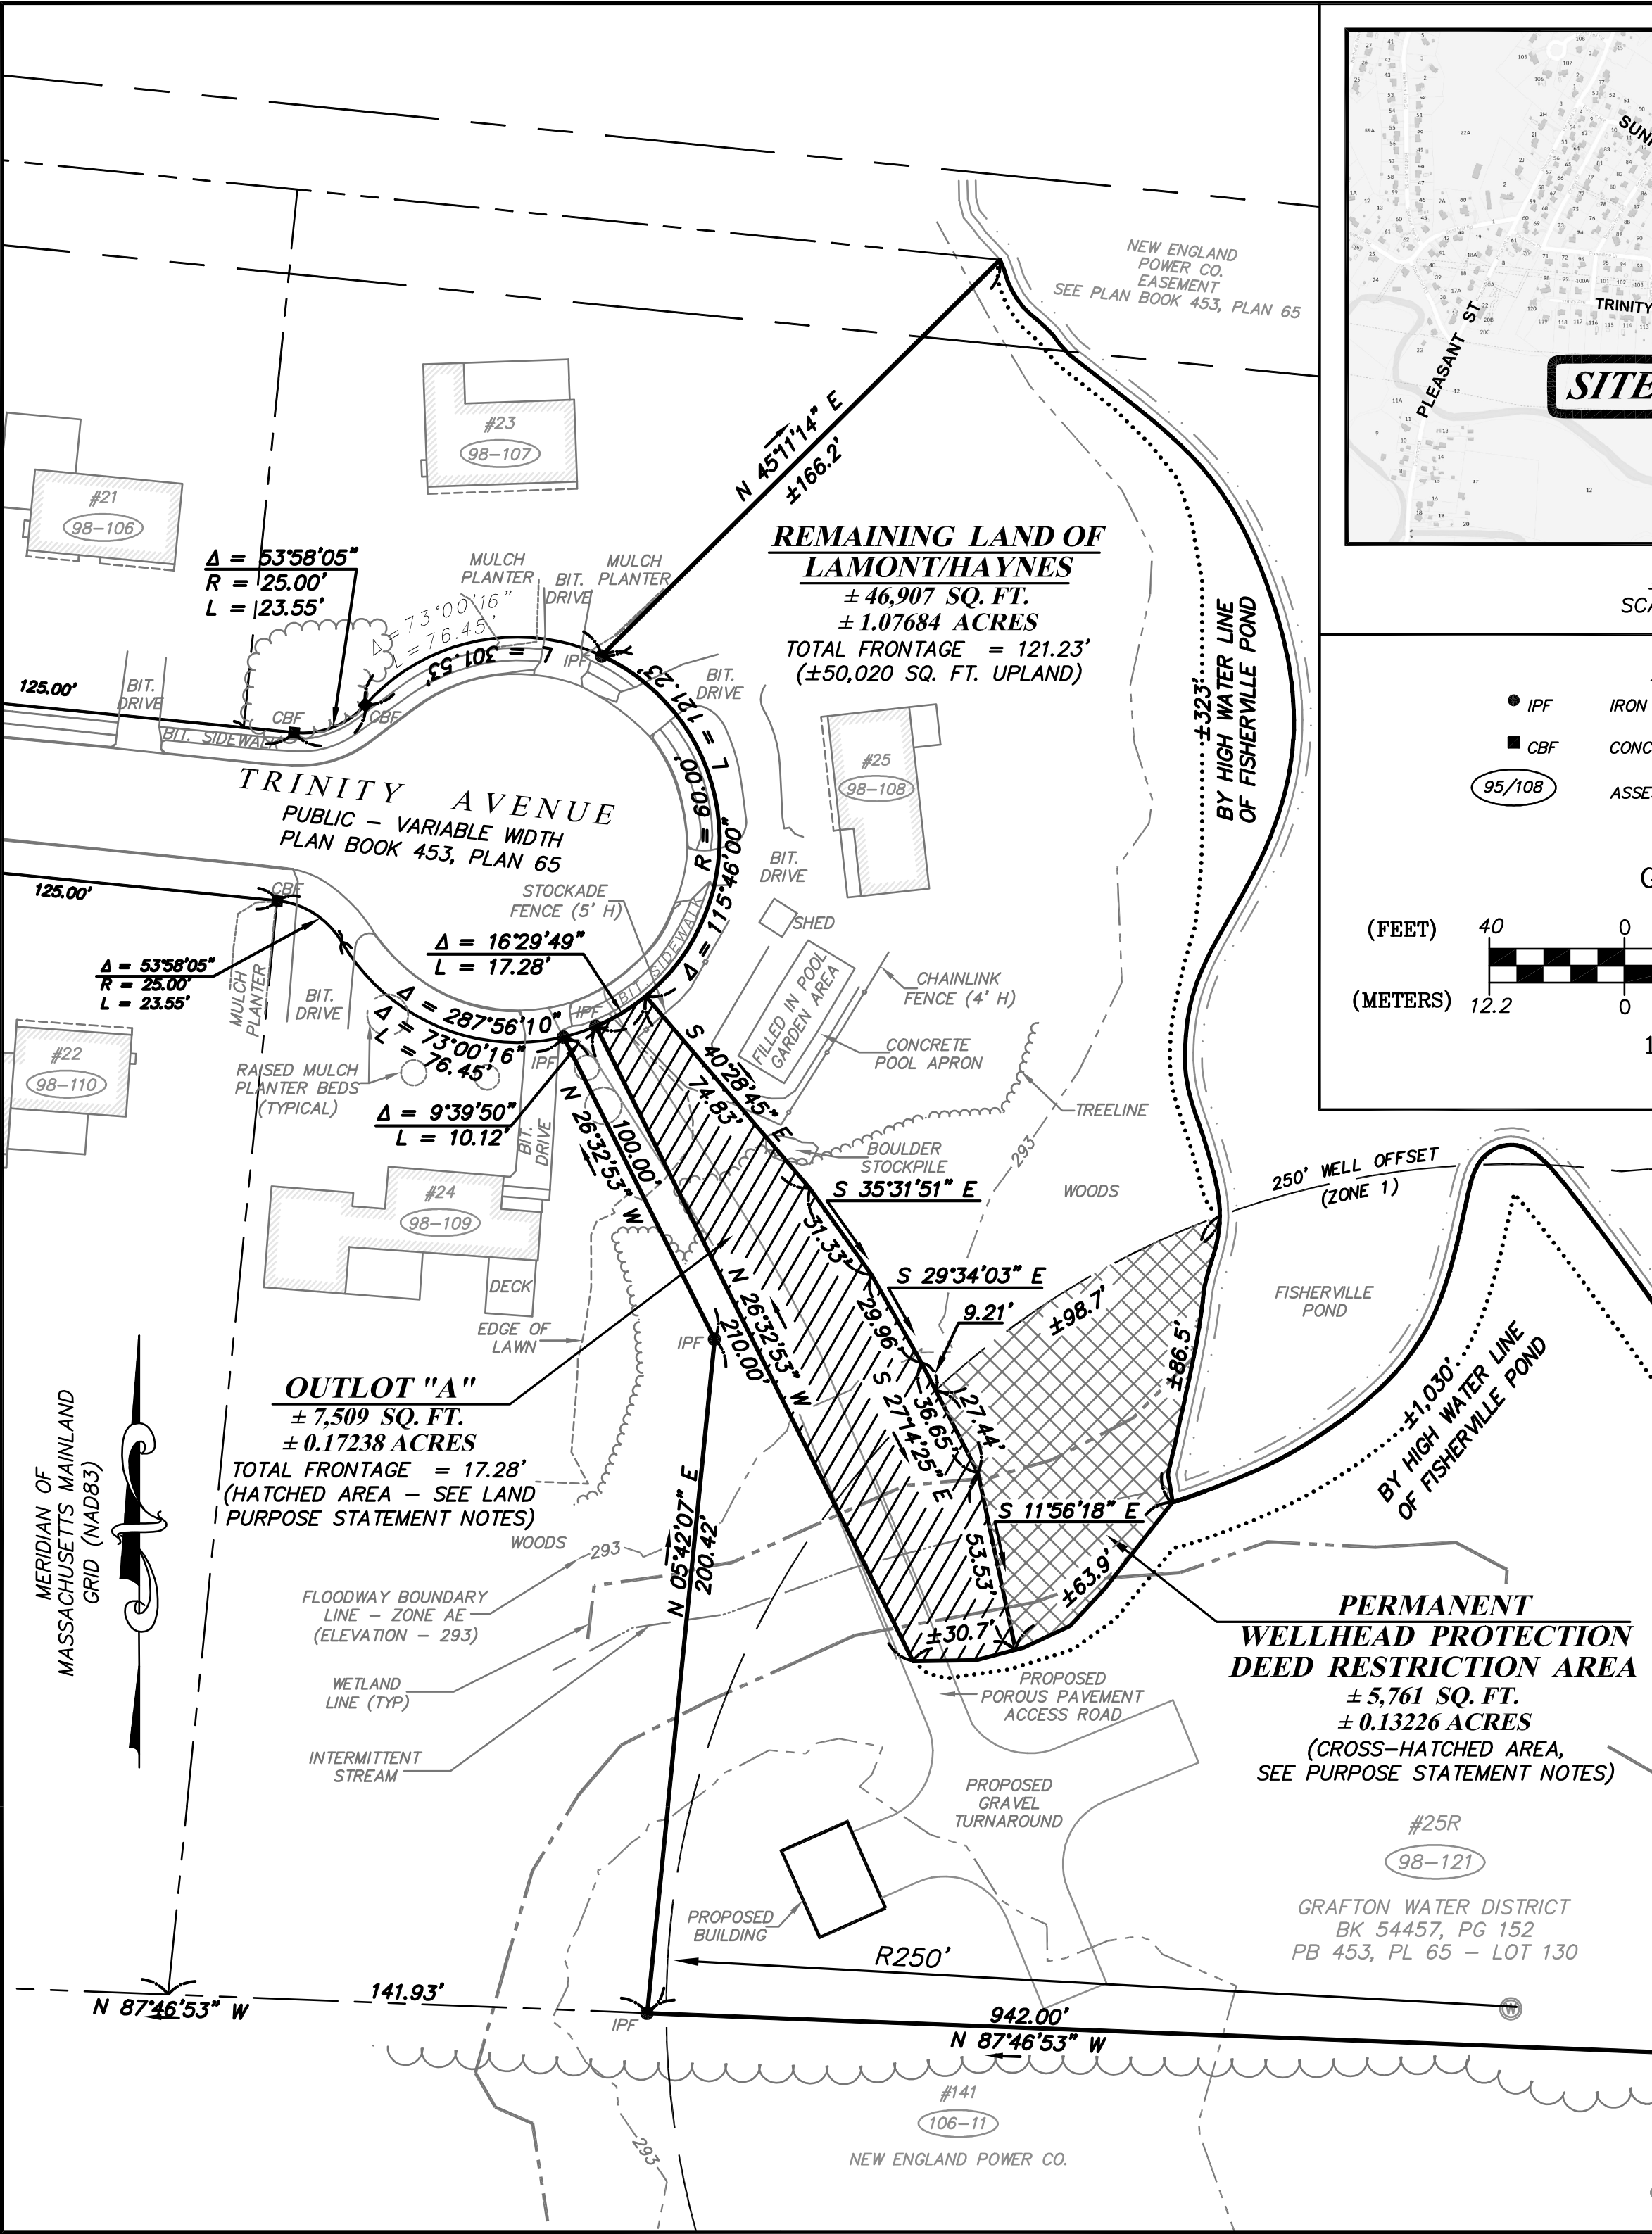 NEW ENGLAND
POWER CO.
EASEMENT
SEE PLAN BOOK 453, PLAN 65
SUNN
TRINITY
PLEASANT ST
SITE
SCA
IPF
IRON
CBF
CONC
95/108
ASSE
G
(FEET)
40
0
(METERS)
12.2
0
1
#21
98-106
#23
98-107
N 45°11'14" E
±166.2'
REMAINING LAND OF
LAMONT/HAYNES
± 46,907 SQ. FT.
± 1.07684 ACRES
TOTAL FRONTAGE = 121.23'
(±50,020 SQ. FT. UPLAND)
Δ = 53°58'05"
R = 25.00'
L = 23.55'
MULCH
PLANTER
BIT.
DRIVE
MULCH
PLANTER
Δ = 73°00'16"
L = 76.45'
L = 301.53'
IPF
L = 121.23'
R = 60.00'
Δ = 115°46'00"
BIT.
DRIVE
125.00'
BIT.
DRIVE
CBF
CBF
BIT. SIDEWALK
TRINITY AVENUE
PUBLIC – VARIABLE WIDTH
PLAN BOOK 453, PLAN 65
#25
98-108
±323'
BY HIGH WATER LINE
OF FISHERVILLE POND
125.00'
CBF
STOCKADE
FENCE (5' H)
BIT. SIDEWALK
BIT.
DRIVE
SHED
FILLED IN POOL
GARDEN AREA
CHAINLINK
FENCE (4' H)
CONCRETE
POOL APRON
Δ = 16°29'49"
L = 17.28'
Δ = 53°58'05"
R = 25.00'
L = 23.55'
MULCH
PLANTER
BIT.
DRIVE
Δ = 287°56'10"
Δ = 73°00'16"
L = 76.45'
IPF
IPF
#22
98-110
RAISED MULCH
PLANTER BEDS
(TYPICAL)
Δ = 9°39'50"
L = 10.12'
BIT.
DRIVE
N 26°32'53" W
100.00'
S 40°28'45" E
74.83'
TREELINE
BOULDER
STOCKPILE
293
WOODS
250' WELL OFFSET
(ZONE 1)
#24
98-109
DECK
EDGE OF
LAWN
IPF
S 35°31'51" E
31.33'
S 29°34'03" E
29.96'
9.21'
±98.7'
±86.5'
FISHERVILLE
POND
N 26°32'53" W
210.00'
S 27°14'25" E
36.65'
27.44'
±1,030'
BY HIGH WATER LINE
OF FISHERVILLE POND
OUTLOT "A"
± 7,509 SQ. FT.
± 0.17238 ACRES
TOTAL FRONTAGE = 17.28'
(HATCHED AREA – SEE LAND
PURPOSE STATEMENT NOTES)
MERIDIAN OF
MASSACHUSETTS MAINLAND
GRID (NAD83)
WOODS
293
FLOODWAY BOUNDARY
LINE – ZONE AE
(ELEVATION – 293)
WETLAND
LINE (TYP)
INTERMITTENT
STREAM
N 05°42'07" E
200.42'
S 11°56'18" E
53.53'
±63.9'
±30.7'
PERMANENT
WELLHEAD PROTECTION
DEED RESTRICTION AREA
± 5,761 SQ. FT.
± 0.13226 ACRES
(CROSS–HATCHED AREA,
SEE PURPOSE STATEMENT NOTES)
PROPOSED
POROUS PAVEMENT
ACCESS ROAD
PROPOSED
GRAVEL
TURNAROUND
PROPOSED
BUILDING
#25R
98-121
GRAFTON WATER DISTRICT
BK 54457, PG 152
PB 453, PL 65 – LOT 130
R250'
W
141.93'
N 87°46'53" W
IPF
942.00'
N 87°46'53" W
#141
106-11
NEW ENGLAND POWER CO.
293